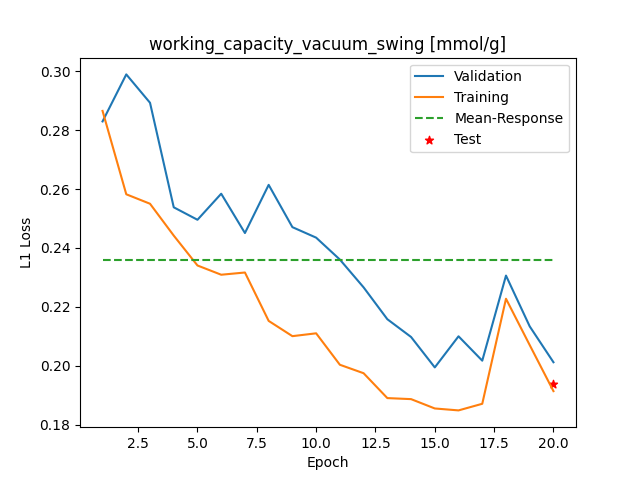 working_capacity_vacuum_swing [mmol/g]
Validation
Training
Mean-Response
Test
L1 Loss
0.30
0.28
0.26
0.24
0.22
0.20
0.18
2.5 5.0 7.5 10.0 12.5 15.0 17.5 20.0
Epoch